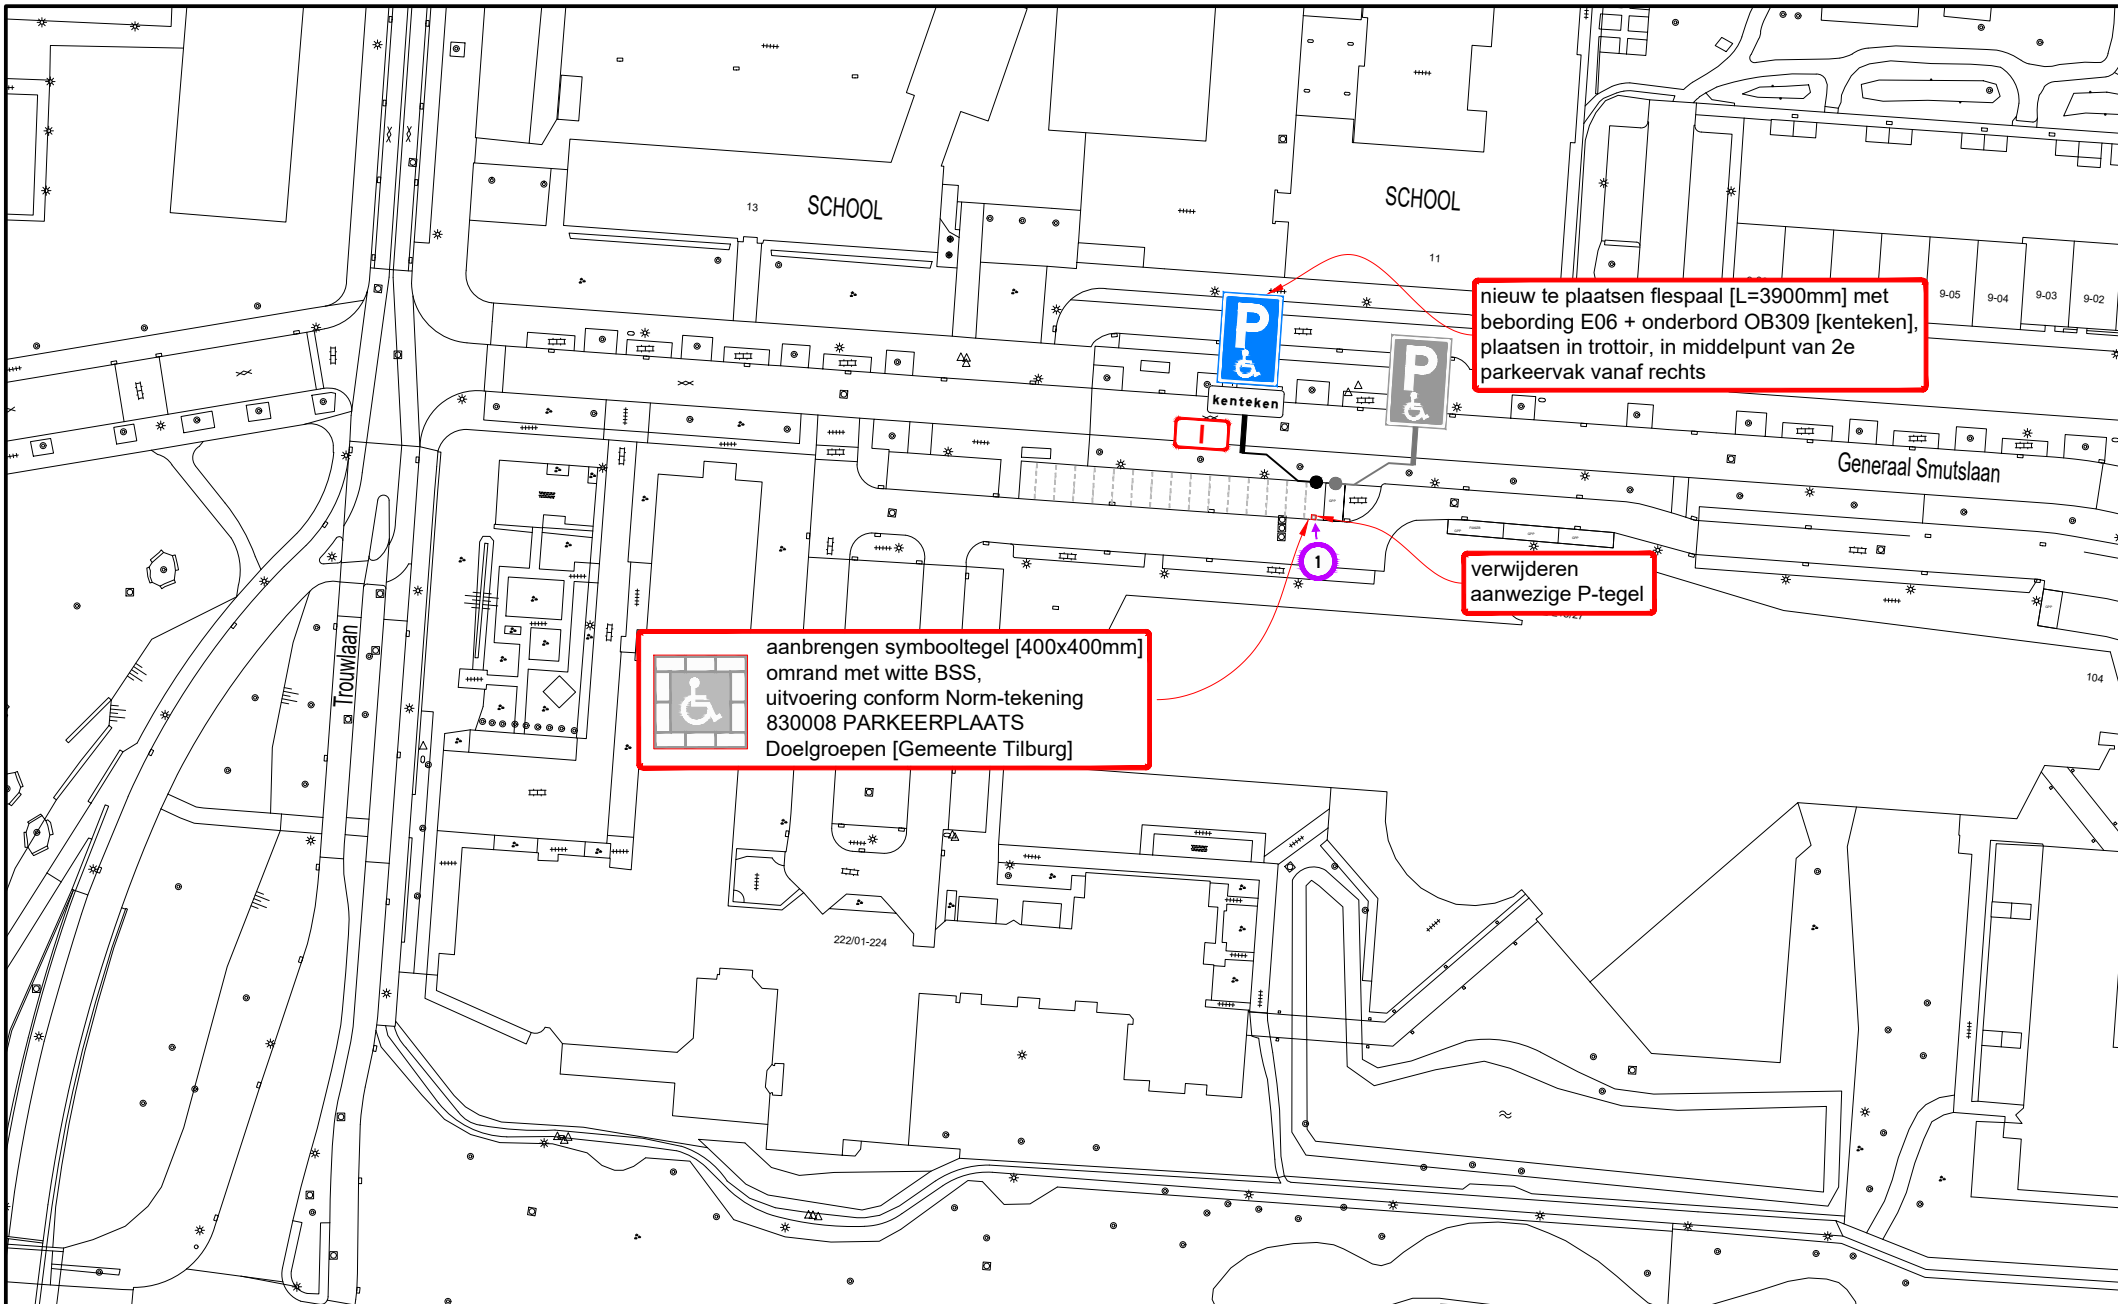 SCHOOL
13
SCHOOL
11
nieuw te plaatsen flespaal [L=3900mm] met
bebording E06 + onderbord OB309 [kenteken],
plaatsen in trottoir, in middelpunt van 2e
parkeervak vanaf rechts
9-05
9-04
9-03
9-02
P
kenteken
P
I
Generaal Smutslaan
1
verwijderen
aanwezige P-tegel
Trouwlaan
aanbrengen symbooltegel [400x400mm]
omrand met witte BSS,
uitvoering conform Norm-tekening
830008 PARKEERPLAATS
Doelgroepen [Gemeente Tilburg]
104
222/01-224